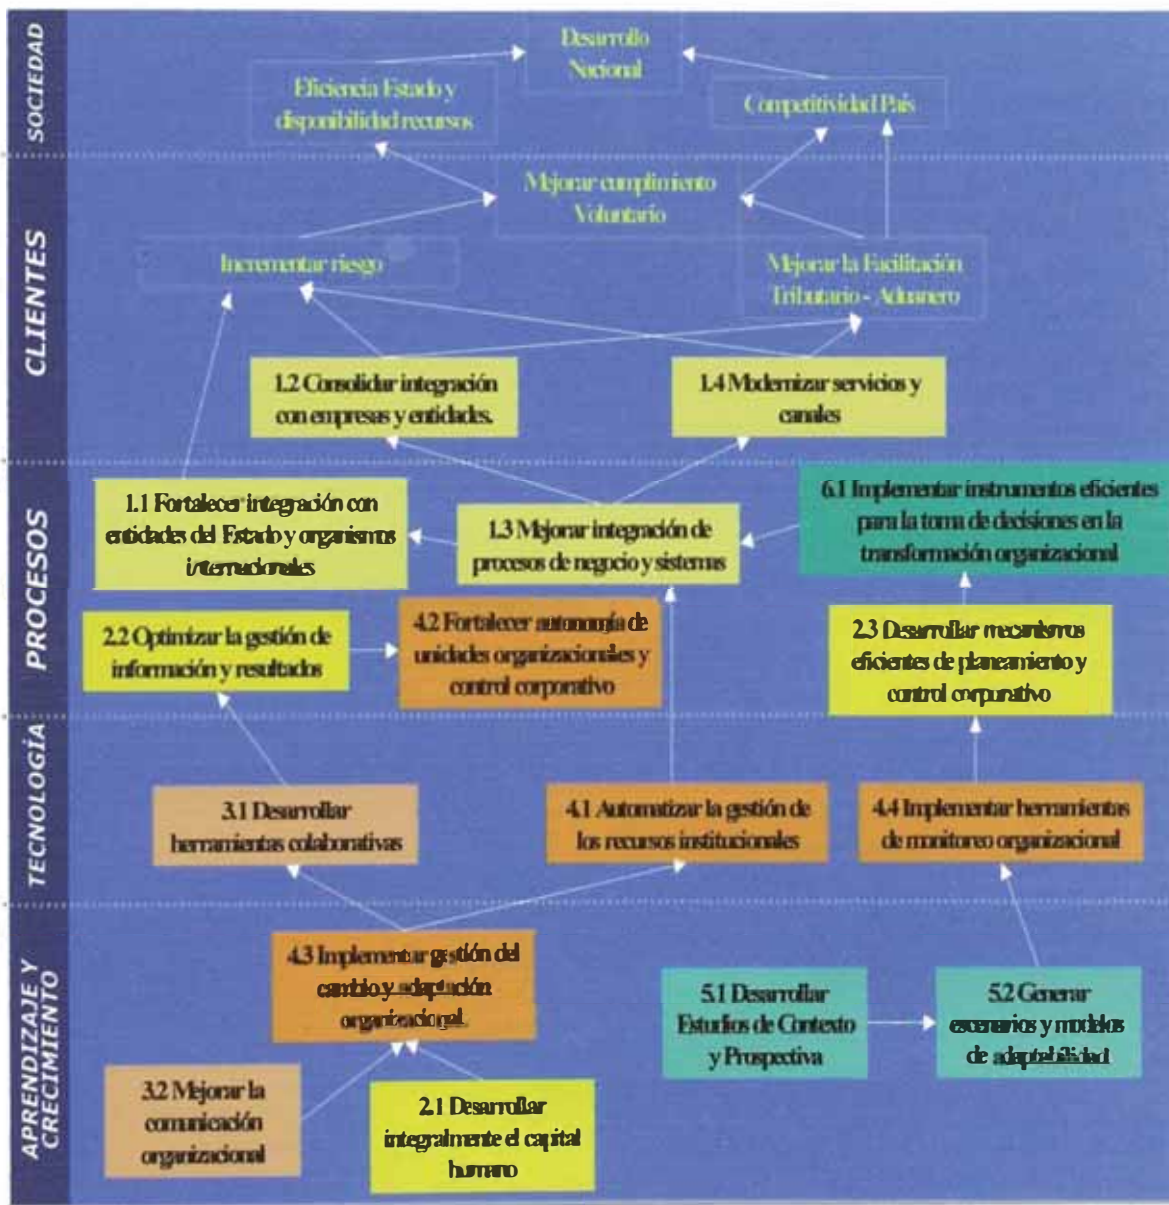 SOCIEDAD
Desarrollo
Nacional
Eficiencia Estado y
disponibilidad recursos
Competitividad País
CLIENTES
Mejorar cumplimiento
Voluntario
Incrementar riesgo
Mejorar la Facilitación
Tributario - Aduanero
1.2 Consolidar integración
con empresas y entidades.
1.4 Modernizar servicios y
canales
PROCESOS
1.1 Fortalecer integración con
entidades del Estado y organismos
internacionales
1.3 Mejorar integración de
procesos de negocio y sistemas
6.1 Implementar instrumentos eficientes
para la toma de decisiones en la
transformación organizacional
2.2 Optimizar la gestión de
información y resultados
4.2 Fortalecer autonomía de
unidades organizacionales y
control corporativo
2.3 Desarrollar mecanismos
eficientes de planeamiento y
control corporativo
TECNOLOGÍA
3.1 Desarrollar
herramientas colaborativas
4.1 Automatizar la gestión de
los recursos institucionales
4.4 Implementar herramientas
de monitoreo organizacional
APRENDIZAJE Y
CRECIMIENTO
4.3 Implementar gestión del
cambio y adaptación
organizacional.
5.1 Desarrollar
Estudios de Contexto
y Prospectiva
5.2 Generar
escenarios y modelos
de adaptabilidad
3.2 Mejorar la
comunicación
organizacional
2.1 Desarrollar
integralmente el capital
humano